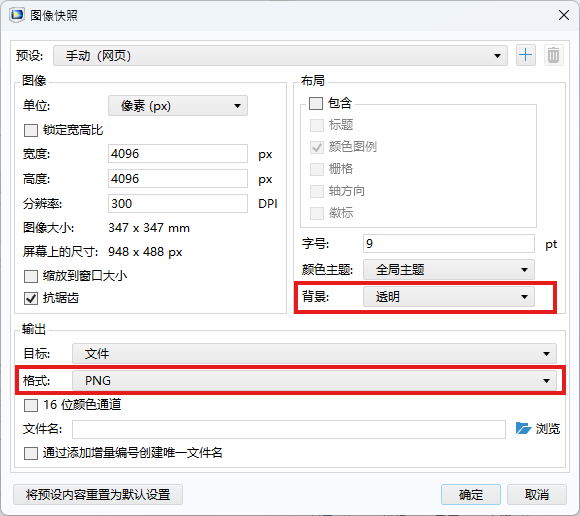 图像快照
预设: 手动（网页）
图像
单位: 像素 (px)
锁定宽高比
宽度: 4096 px
高度: 4096 px
分辨率: 300 DPI
图像大小: 347 x 347 mm
屏幕上的尺寸: 948 x 488 px
缩放到窗口大小
抗锯齿
布局
包含
标题
颜色图例
栅格
轴方向
徽标
字号: 9 pt
颜色主题: 全局主题
背景: 透明
输出
目标: 文件
格式: PNG
16 位颜色通道
文件名: 浏览
通过添加增量编号创建唯一文件名
将预设内容重置为默认设置 确定 取消